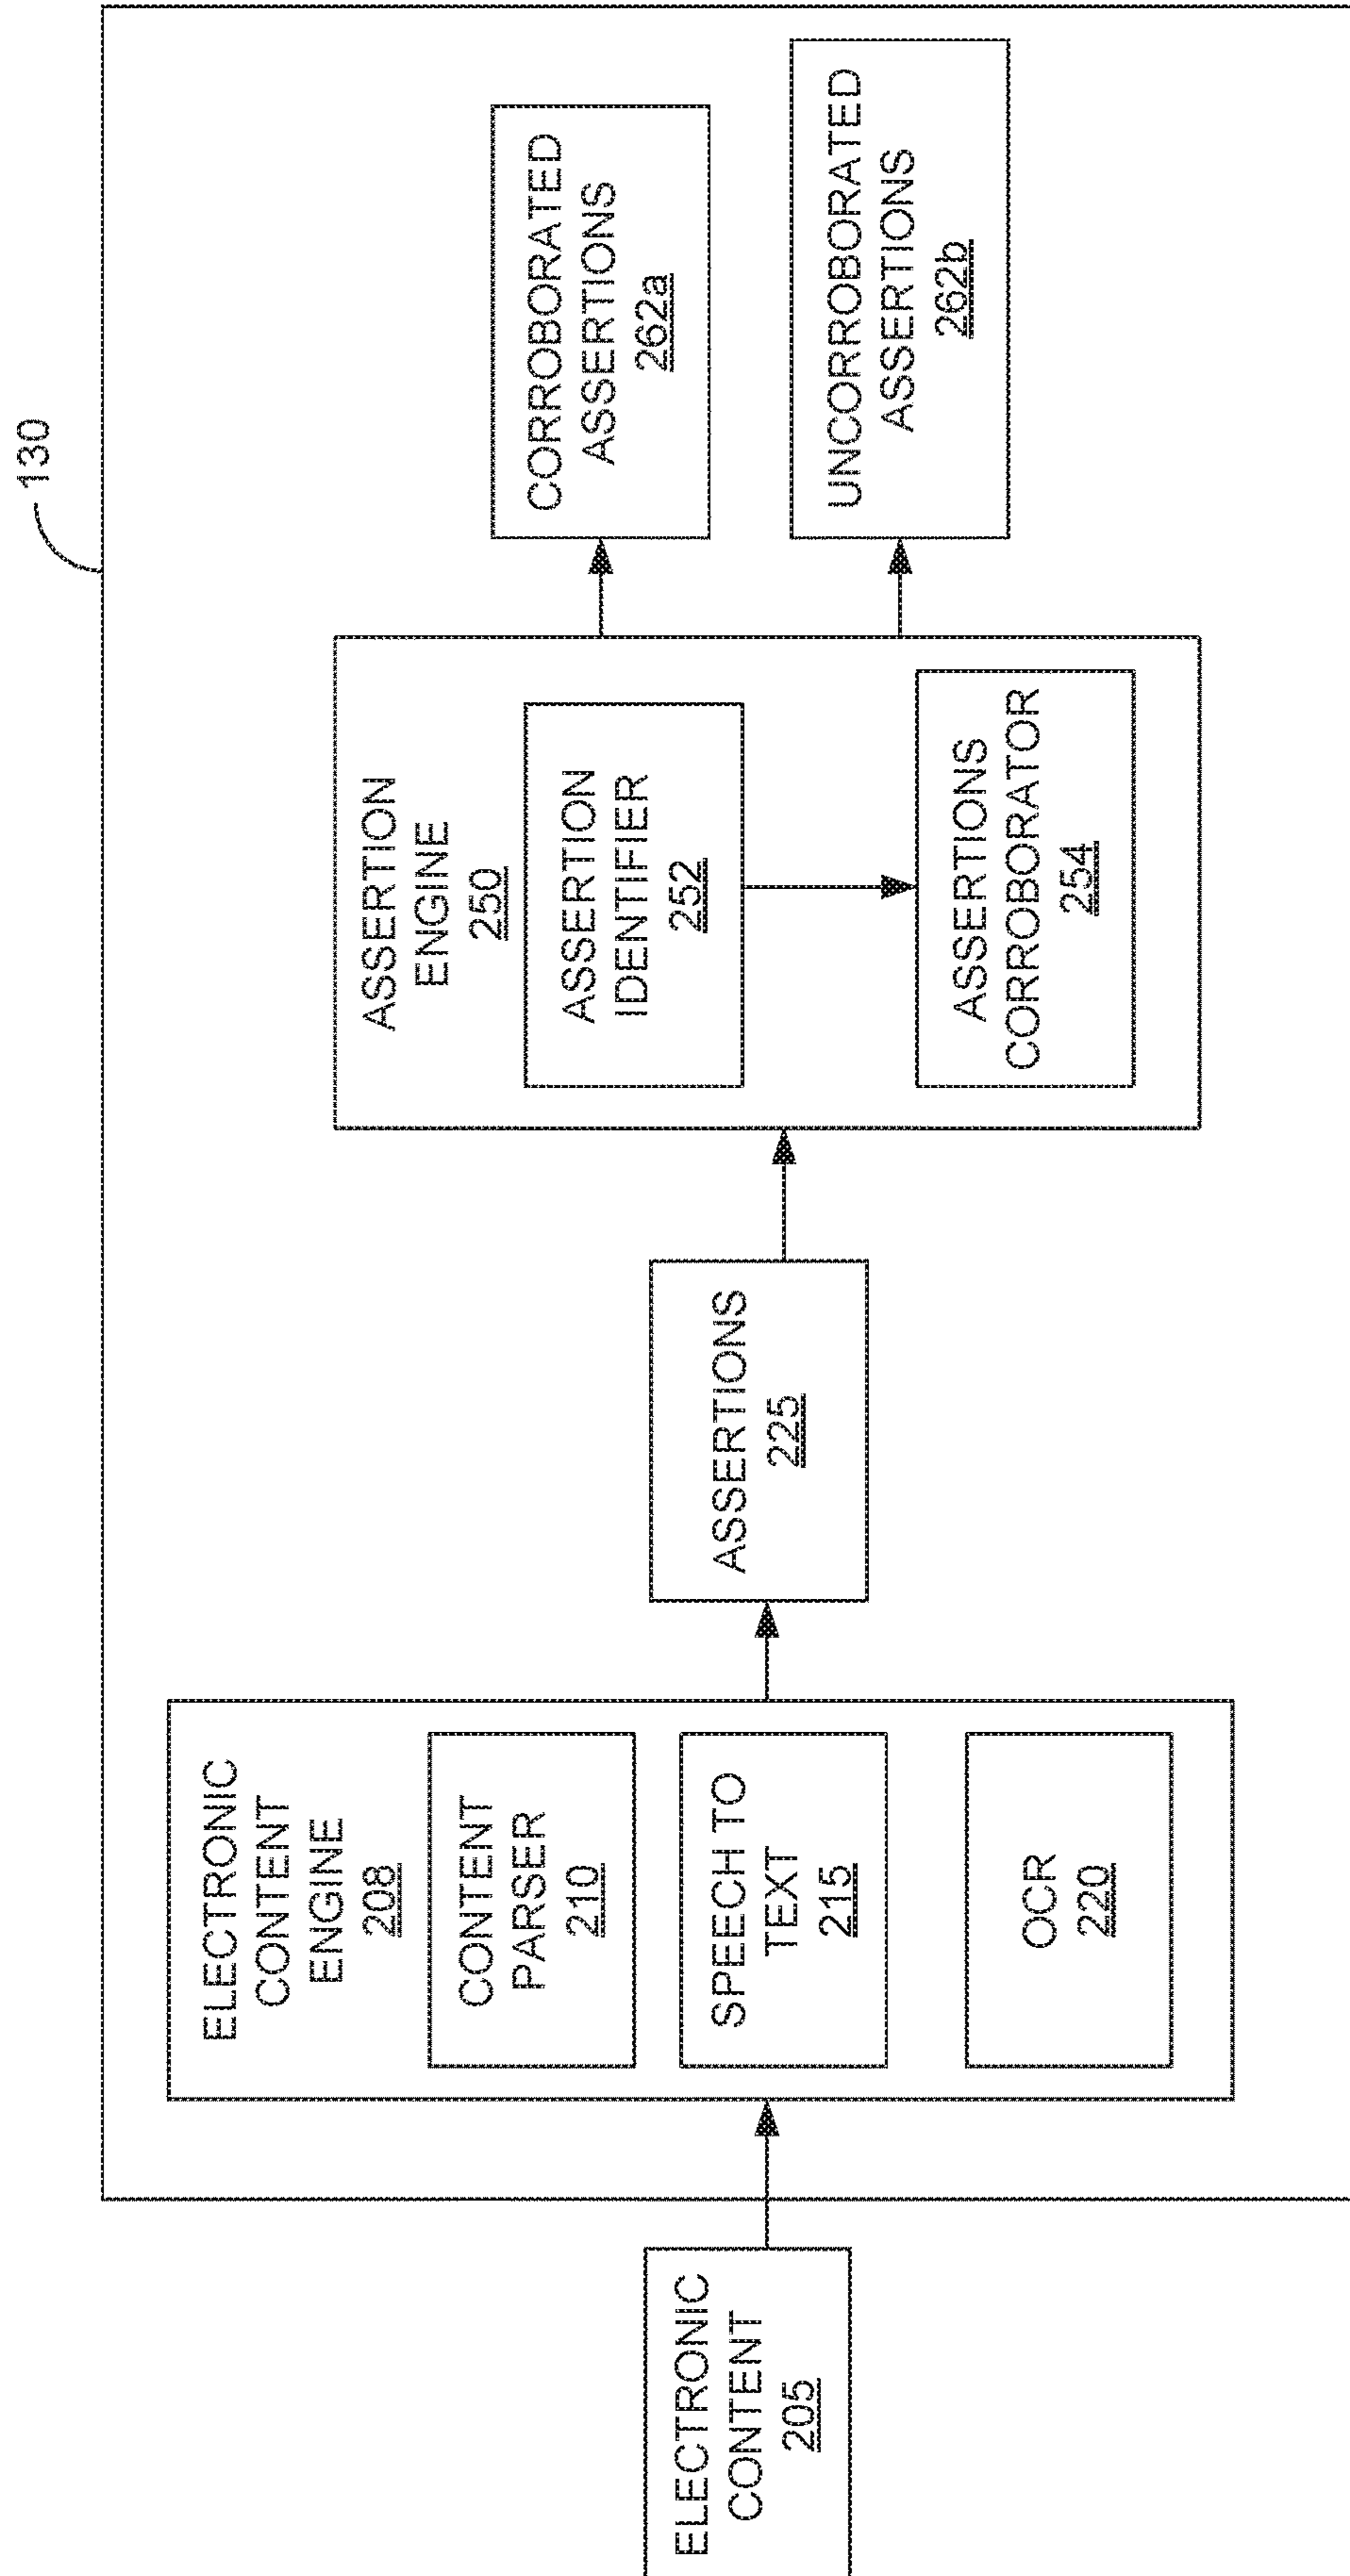 130
ELECTRONIC
CONTENT
205
ELECTRONIC
CONTENT
ENGINE
208
CONTENT
PARSER
210
SPEECH TO
TEXT
215
OCR
220
ASSERTIONS
225
ASSERTION
ENGINE
250
ASSERTION
IDENTIFIER
252
ASSERTIONS
CORROBORATOR
254
CORROBORATED
ASSERTIONS
262a
UNCORROBORATED
ASSERTIONS
262b